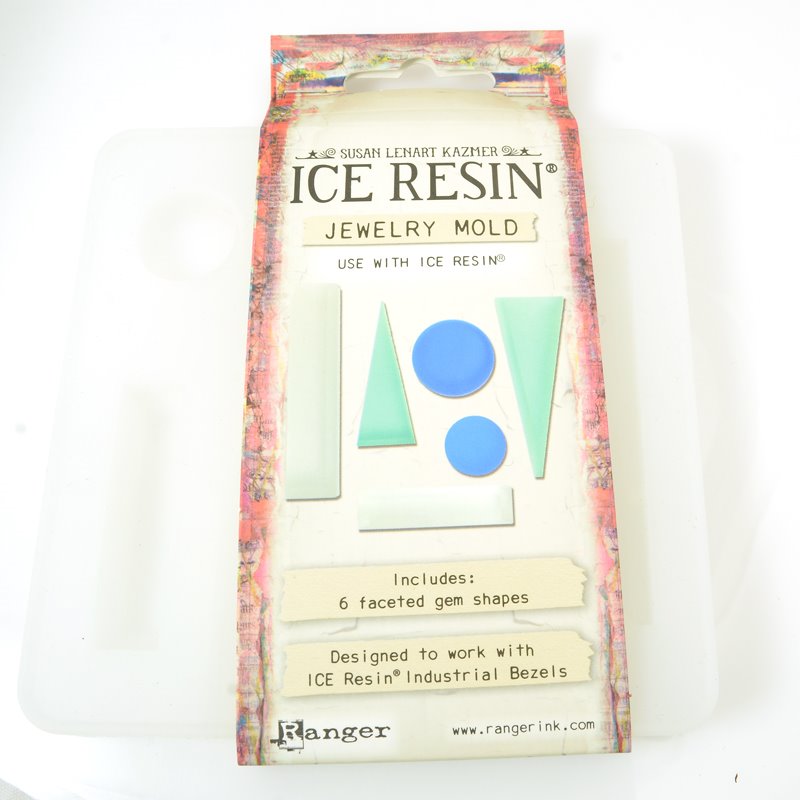 SUSAN LENART KAZMER
ICE RESIN®
JEWELRY MOLD
USE WITH ICE RESIN®
Includes:
6 faceted gem shapes
Designed to work with
ICE Resin® Industrial Bezels
Ranger
www.rangerink.com